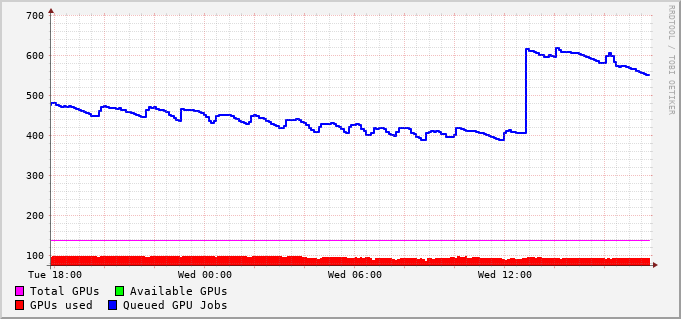 700
600
500
400
300
200
100
Tue 18:00 Wed 00:00 Wed 06:00 Wed 12:00
Total GPUs Available GPUs
GPUs used Queued GPU Jobs
RRDTOOL / TOBI OETIKER